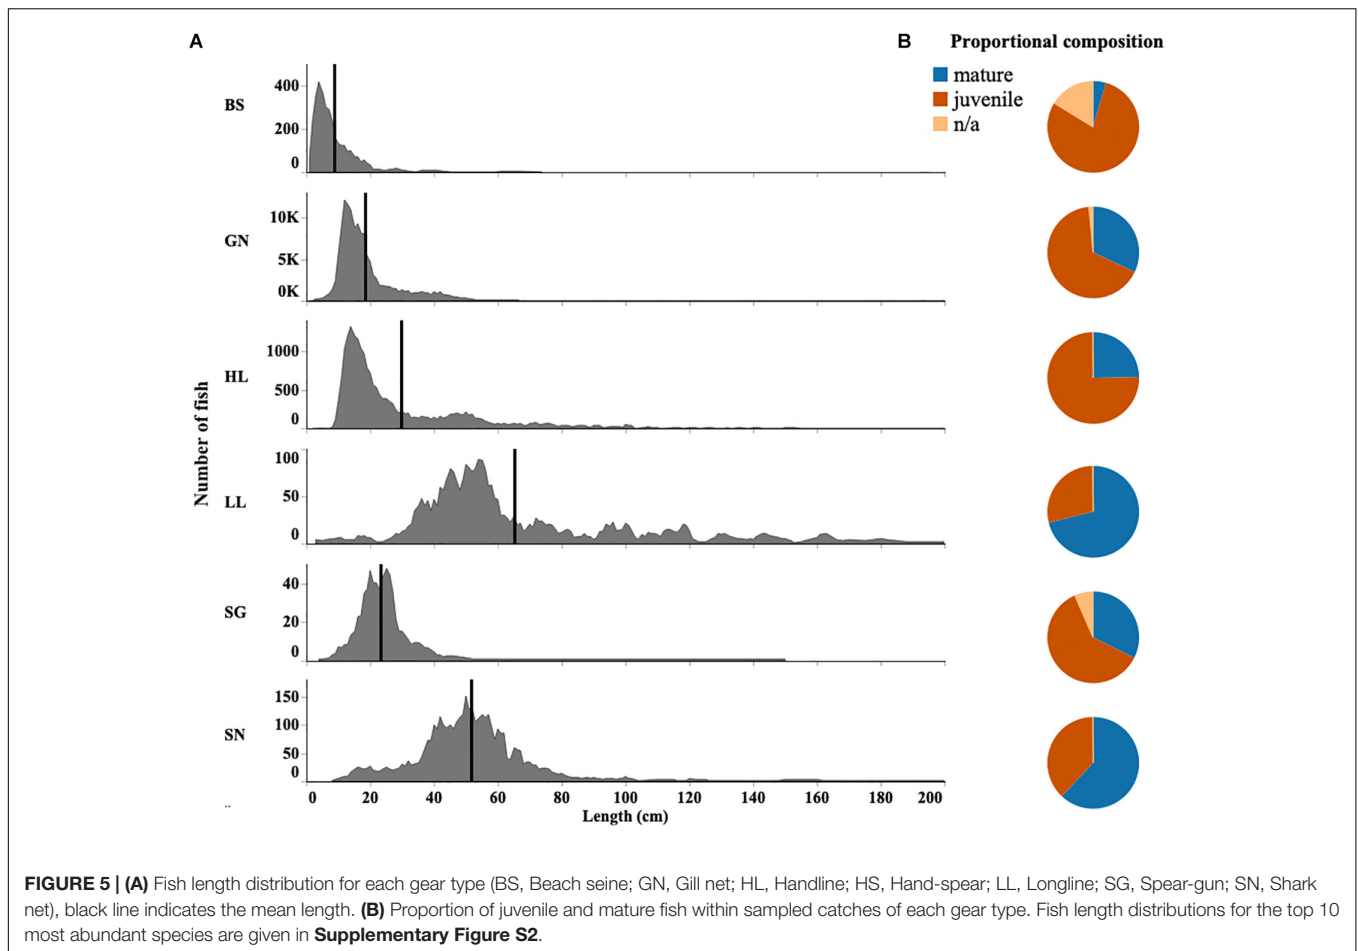 A
B Proportional composition
mature
juvenile
n/a
Number of fish
BS
400
200
0
GN
10K
5K
0K
HL
1000
500
0
LL
100
50
0
SG
40
20
0
SN
150
100
50
0
0 20 40 60 80 100 120 140 160 180 200
Length (cm)
..
FIGURE 5 | (A) Fish length distribution for each gear type (BS, Beach seine; GN, Gill net; HL, Handline; HS, Hand-spear; LL, Longline; SG, Spear-gun; SN, Shark
net), black line indicates the mean length. (B) Proportion of juvenile and mature fish within sampled catches of each gear type. Fish length distributions for the top 10
most abundant species are given in Supplementary Figure S2.